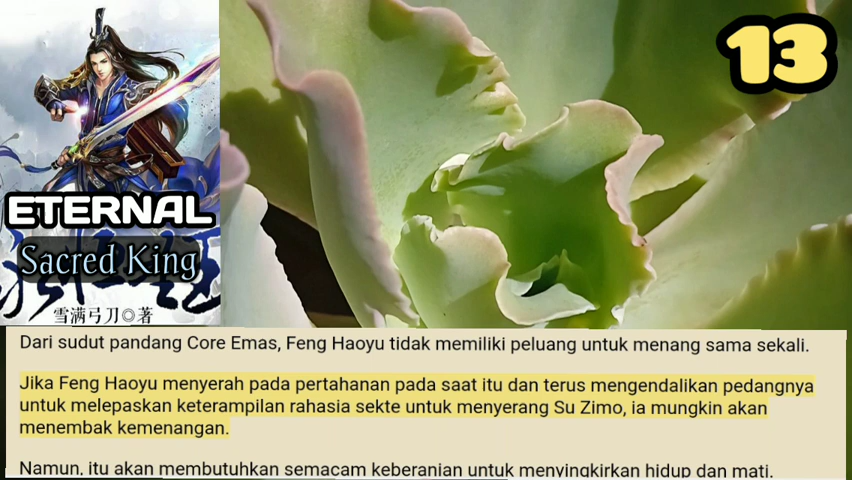 13
ETERNAL
Sacred King
雪满弓刀◎著
Dari sudut pandang Core Emas, Feng Haoyu tidak memiliki peluang untuk menang sama sekali.
Jika Feng Haoyu menyerah pada pertahanan pada saat itu dan terus mengendalikan pedangnya
untuk melepaskan keterampilan rahasia sekte untuk menyerang Su Zimo, ia mungkin akan
menembak kemenangan.
Namun, itu akan membutuhkan semacam keberanian untuk menyingkirkan hidup dan mati.